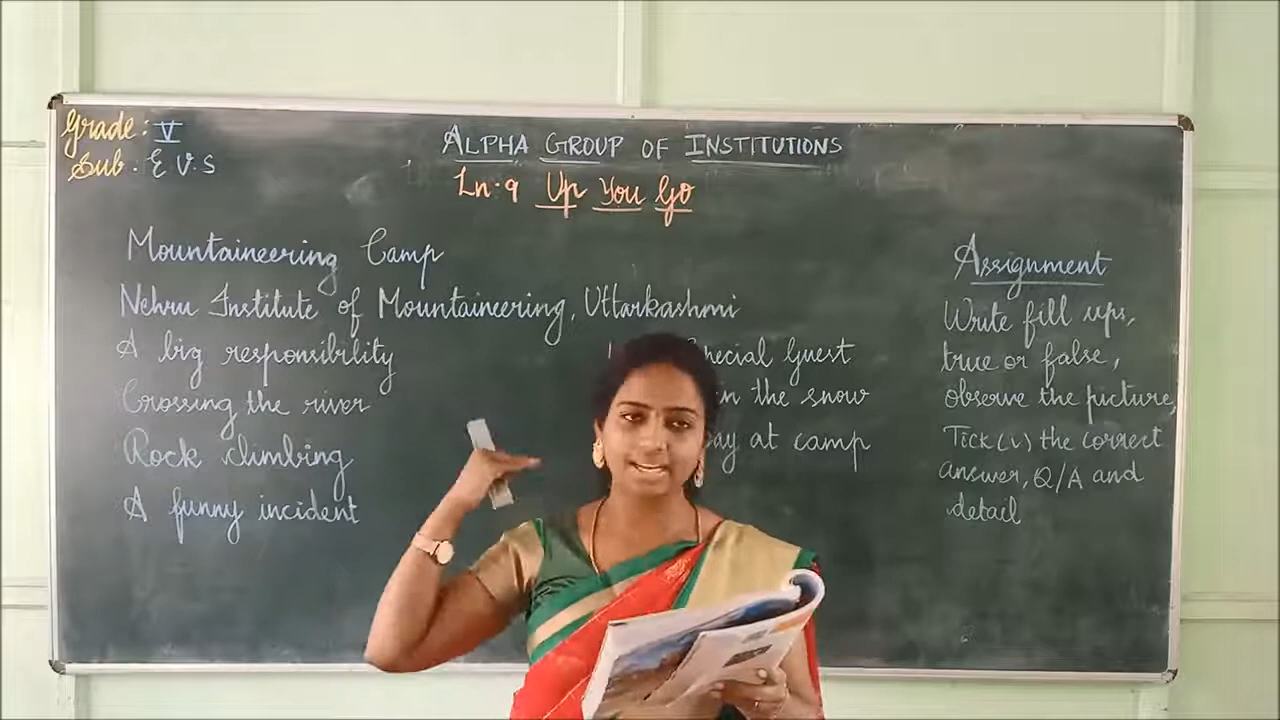 Grade: V
Sub: E.V.S
ALPHA GROUP OF INSTITUTIONS
Ln:9 Up You Go
Mountaineering Camp
Nehru Institute of Mountaineering, Uttarkashmi
A big responsibility
Crossing the river
Rock climbing
A funny incident
Special Guest
in the snow
at camp
Assignment
Write fill ups,
true or false,
observe the picture,
Tick(✓) the correct
answer, Q/A and
detail